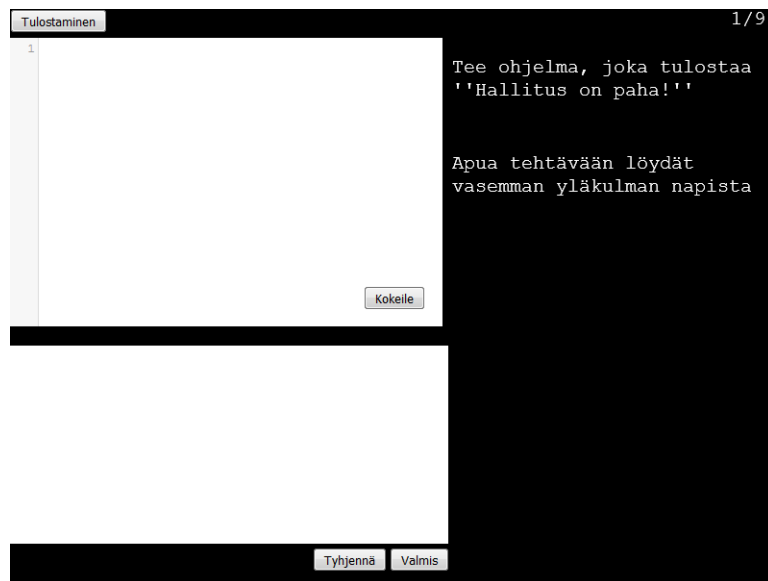 Tulostaminen
1/9
1
Tee ohjelma, joka tulostaa
''Hallitus on paha!''
Apua tehtävään löydät
vasemman yläkulman napista
Kokeile
Tyhjennä
Valmis